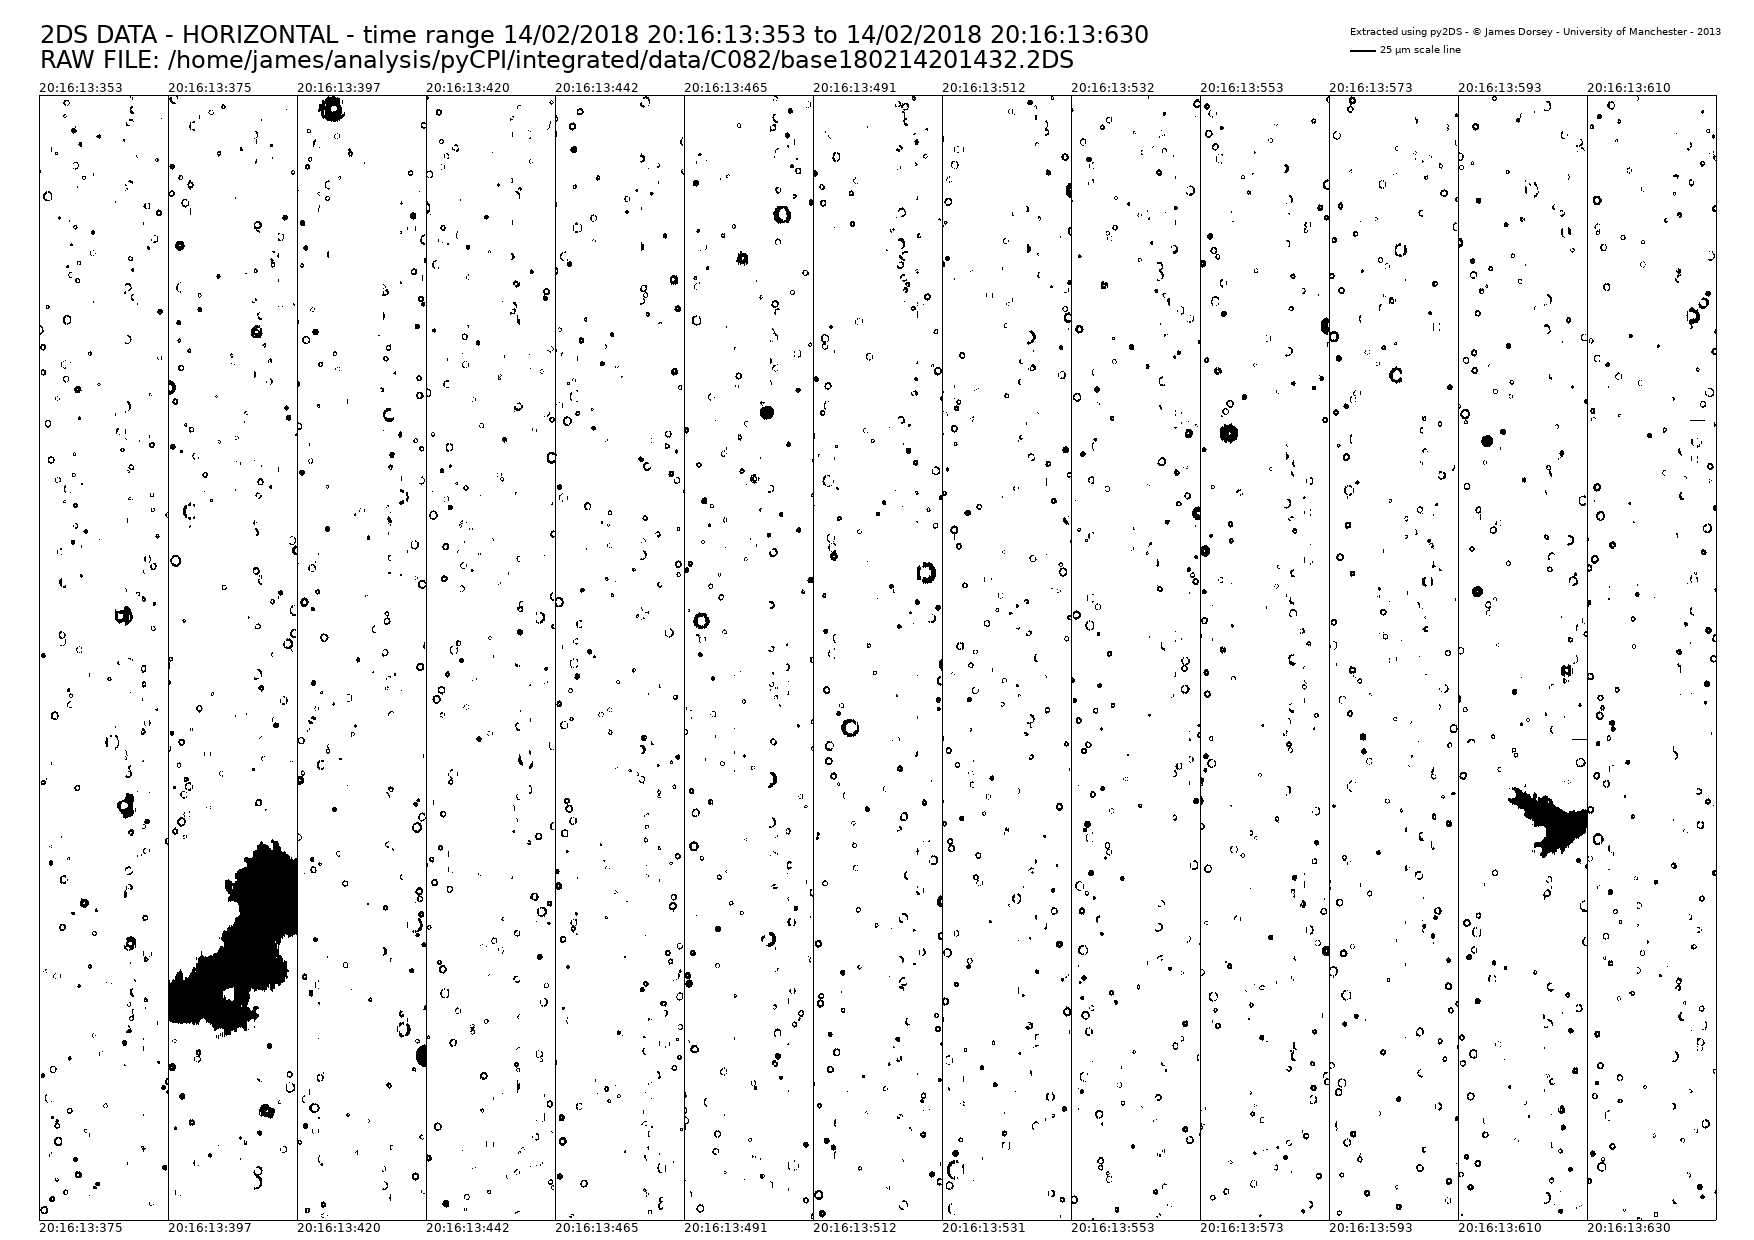 2DS DATA - HORIZONTAL - time range 14/02/2018 20:16:13:353 to 14/02/2018 20:16:13:630
RAW FILE: /home/james/analysis/pyCPI/integrated/data/C082/base180214201432.2DS
Extracted using py2DS - © James Dorsey - University of Manchester - 2013
25 µm scale line
20:16:13:353 20:16:13:375 20:16:13:397 20:16:13:420 20:16:13:442 20:16:13:465 20:16:13:491 20:16:13:512 20:16:13:532 20:16:13:553 20:16:13:573 20:16:13:593 20:16:13:610
20:16:13:375 20:16:13:397 20:16:13:420 20:16:13:442 20:16:13:465 20:16:13:491 20:16:13:512 20:16:13:531 20:16:13:553 20:16:13:573 20:16:13:593 20:16:13:610 20:16:13:630